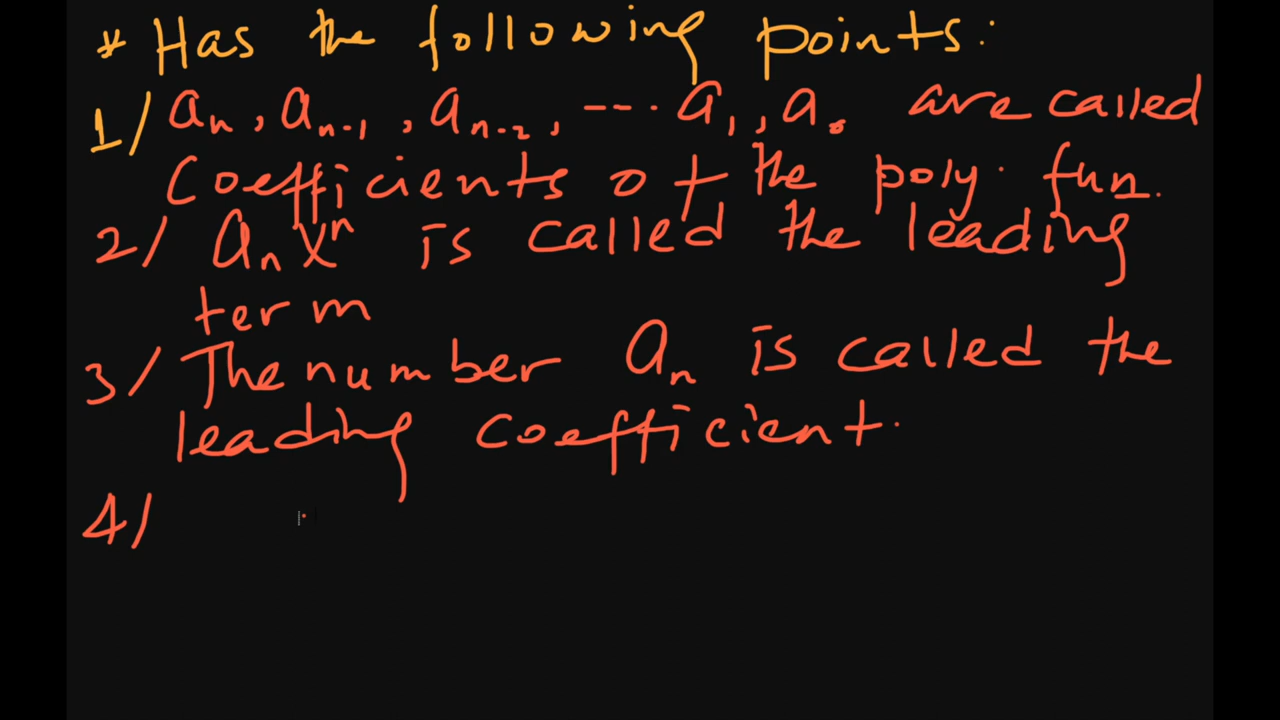 * Has the following points:
1/ aₙ, aₙ₋₁, aₙ₋₂, --- a₁, a₀ are called
Coefficients of the poly. fun.
2/ aₙxⁿ is called the leading
term
3/ The number aₙ is called the
leading coefficient.
4/